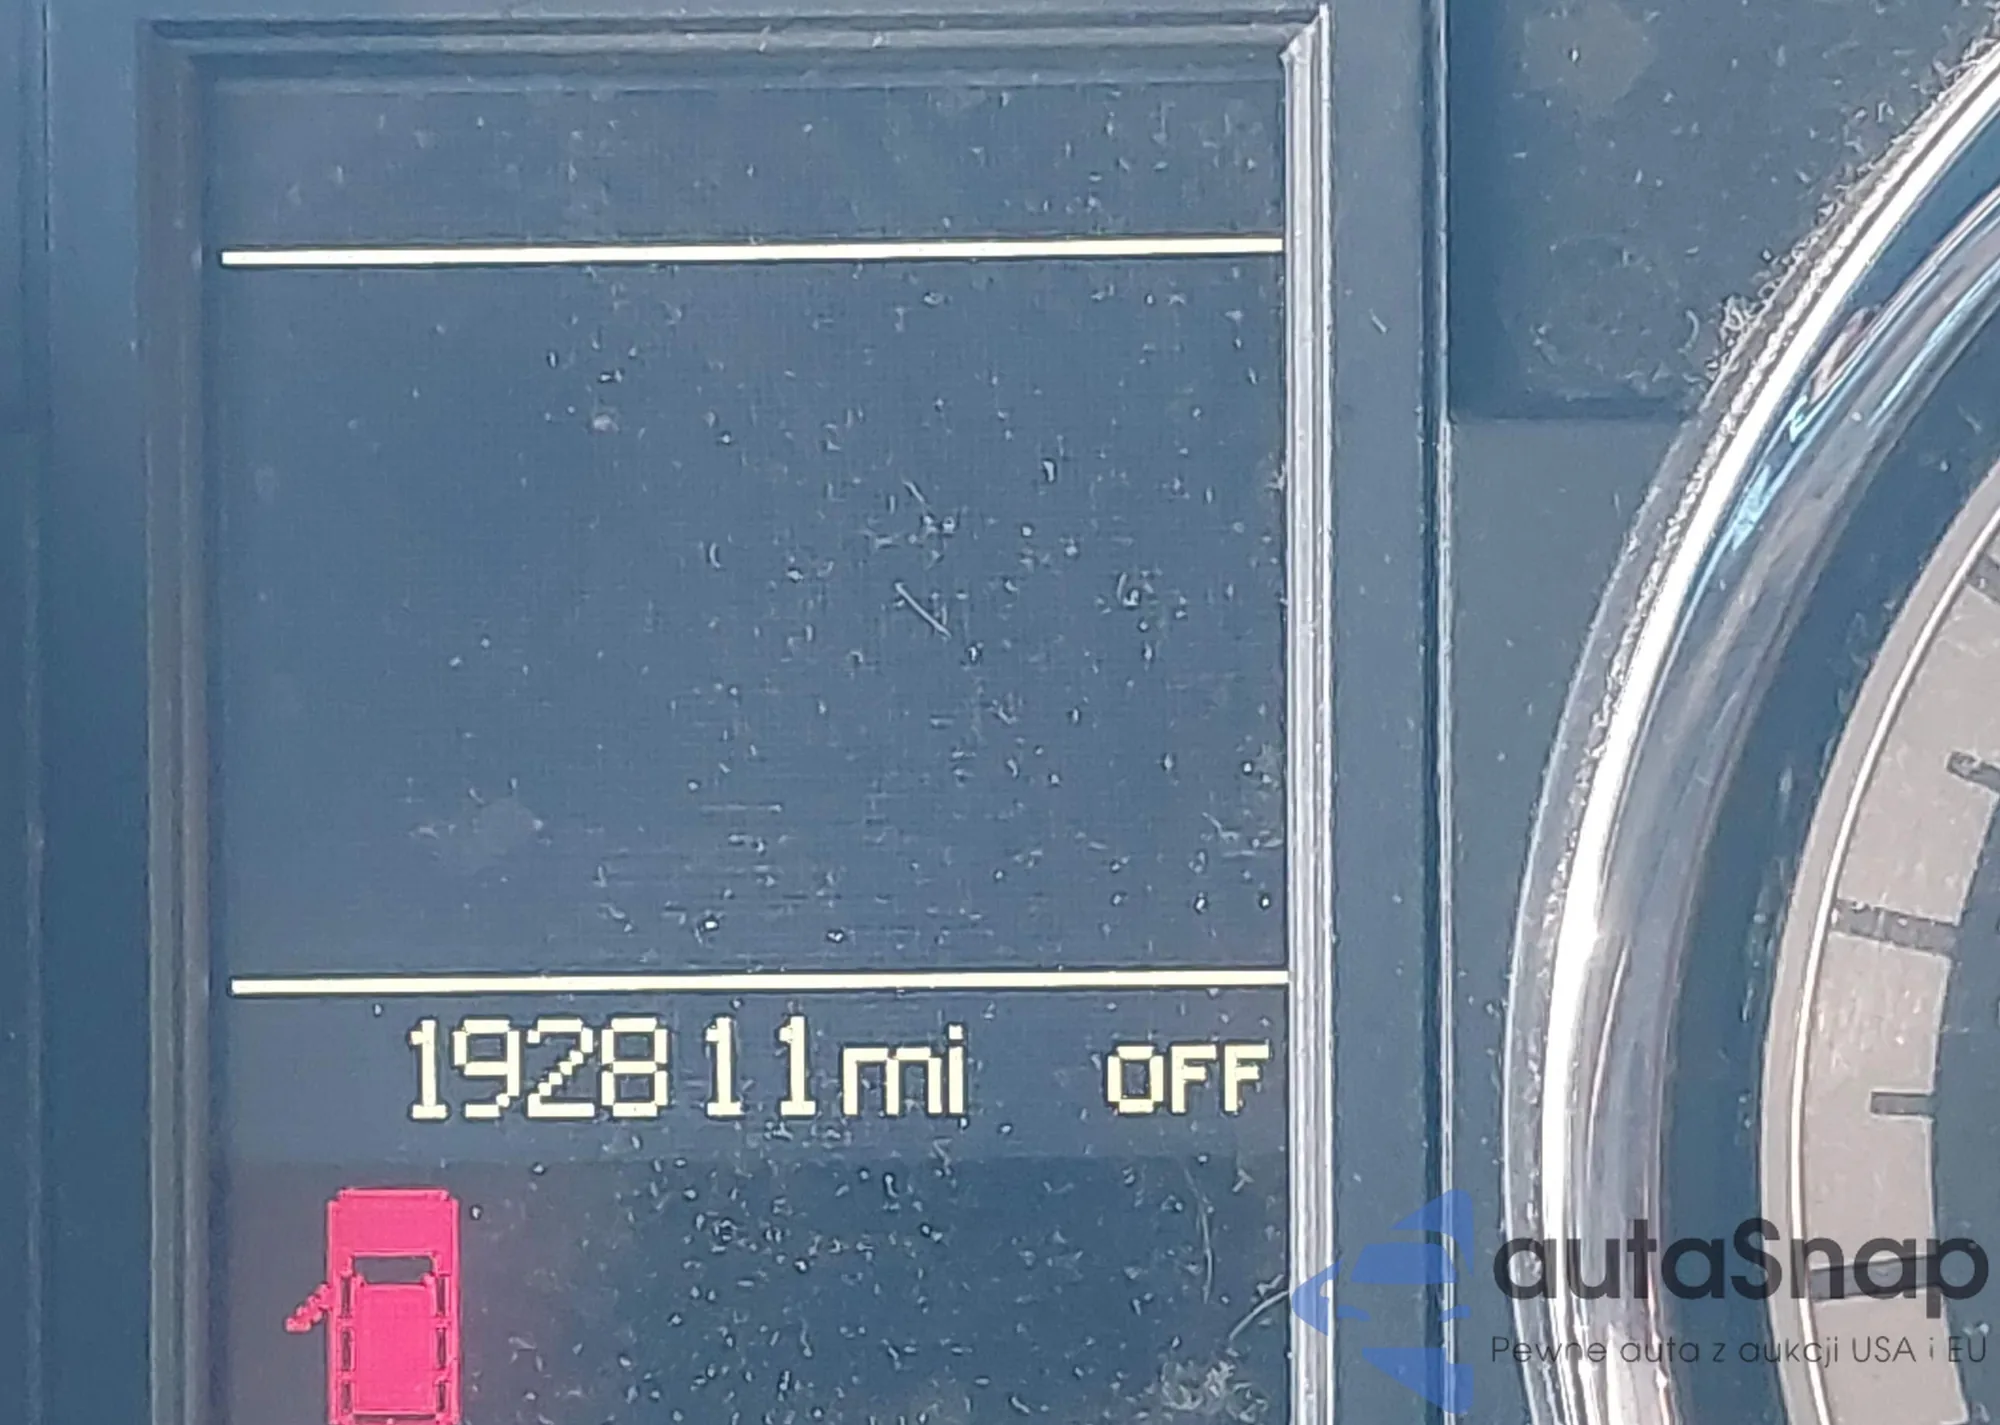 192811mi OFF
autaSnap
Pewne auta z aukcji USA i EU